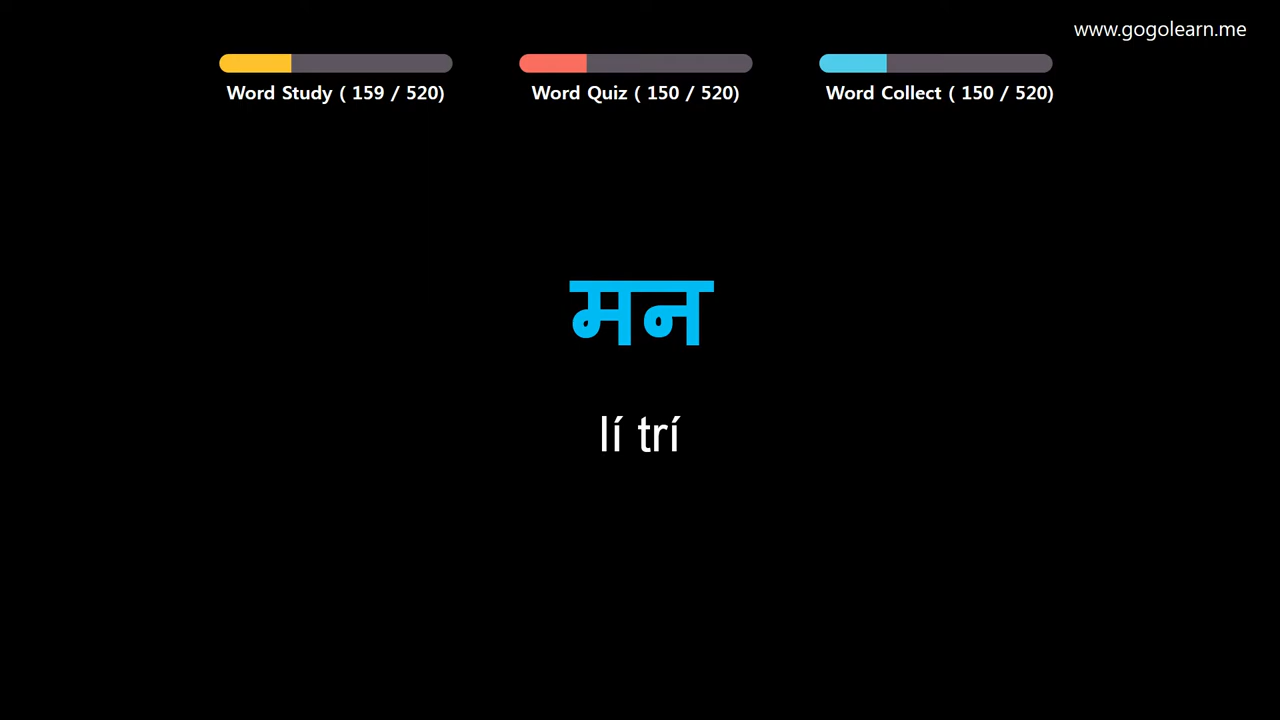 www.gogolearn.me
Word Study ( 159 / 520)
Word Quiz ( 150 / 520)
Word Collect ( 150 / 520)
मन
lí trí